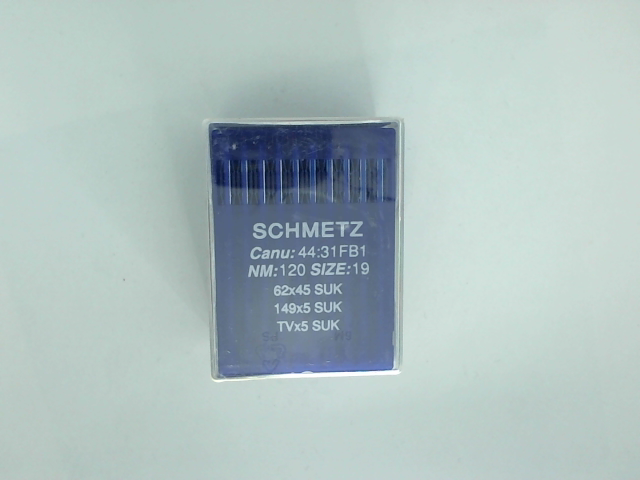 SCHMETZ
Canu: 44:31FB1
NM:120 SIZE:19
62x45 SUK
149x5 SUK
TVx5 SUK